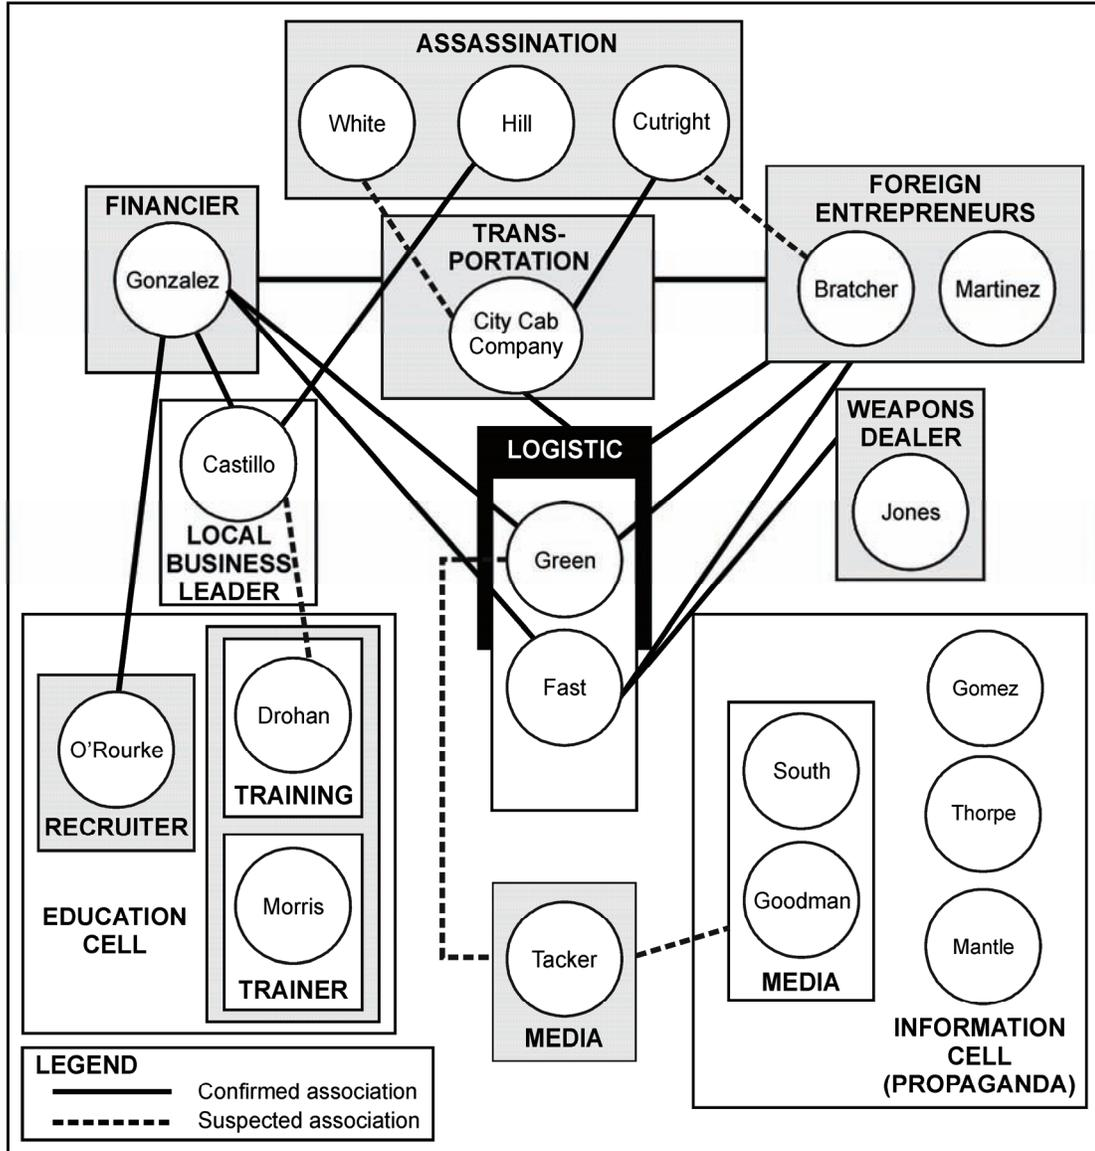 ASSASSINATION
White
Hill
Cutright
FINANCIER
Gonzalez
TRANS-
PORTATION
City Cab
Company
FOREIGN
ENTREPRENEURS
Bratcher
Martinez
Castillo
LOCAL
BUSINESS
LEADER
LOGISTIC
Green
Fast
WEAPONS
DEALER
Jones
O'Rourke
RECRUITER
Drohan
TRAINING
Morris
TRAINER
EDUCATION
CELL
Tacker
MEDIA
South
Goodman
MEDIA
Gomez
Thorpe
Mantle
INFORMATION
CELL
(PROPAGANDA)
LEGEND
Confirmed association
Suspected association